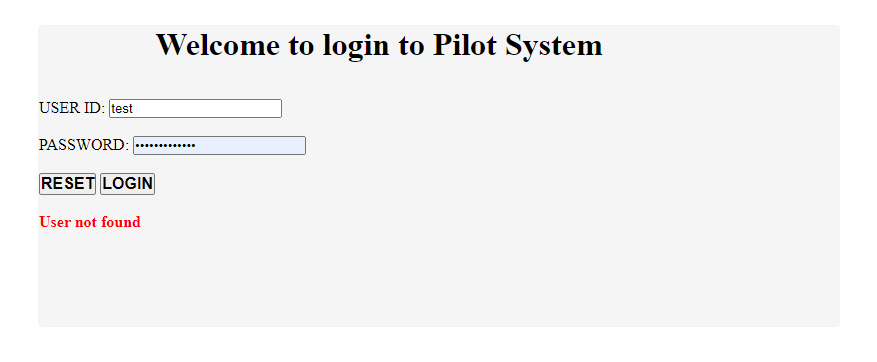 Welcome to login to Pilot System
USER ID: test
PASSWORD: •••••••••••••
RESET LOGIN
User not found